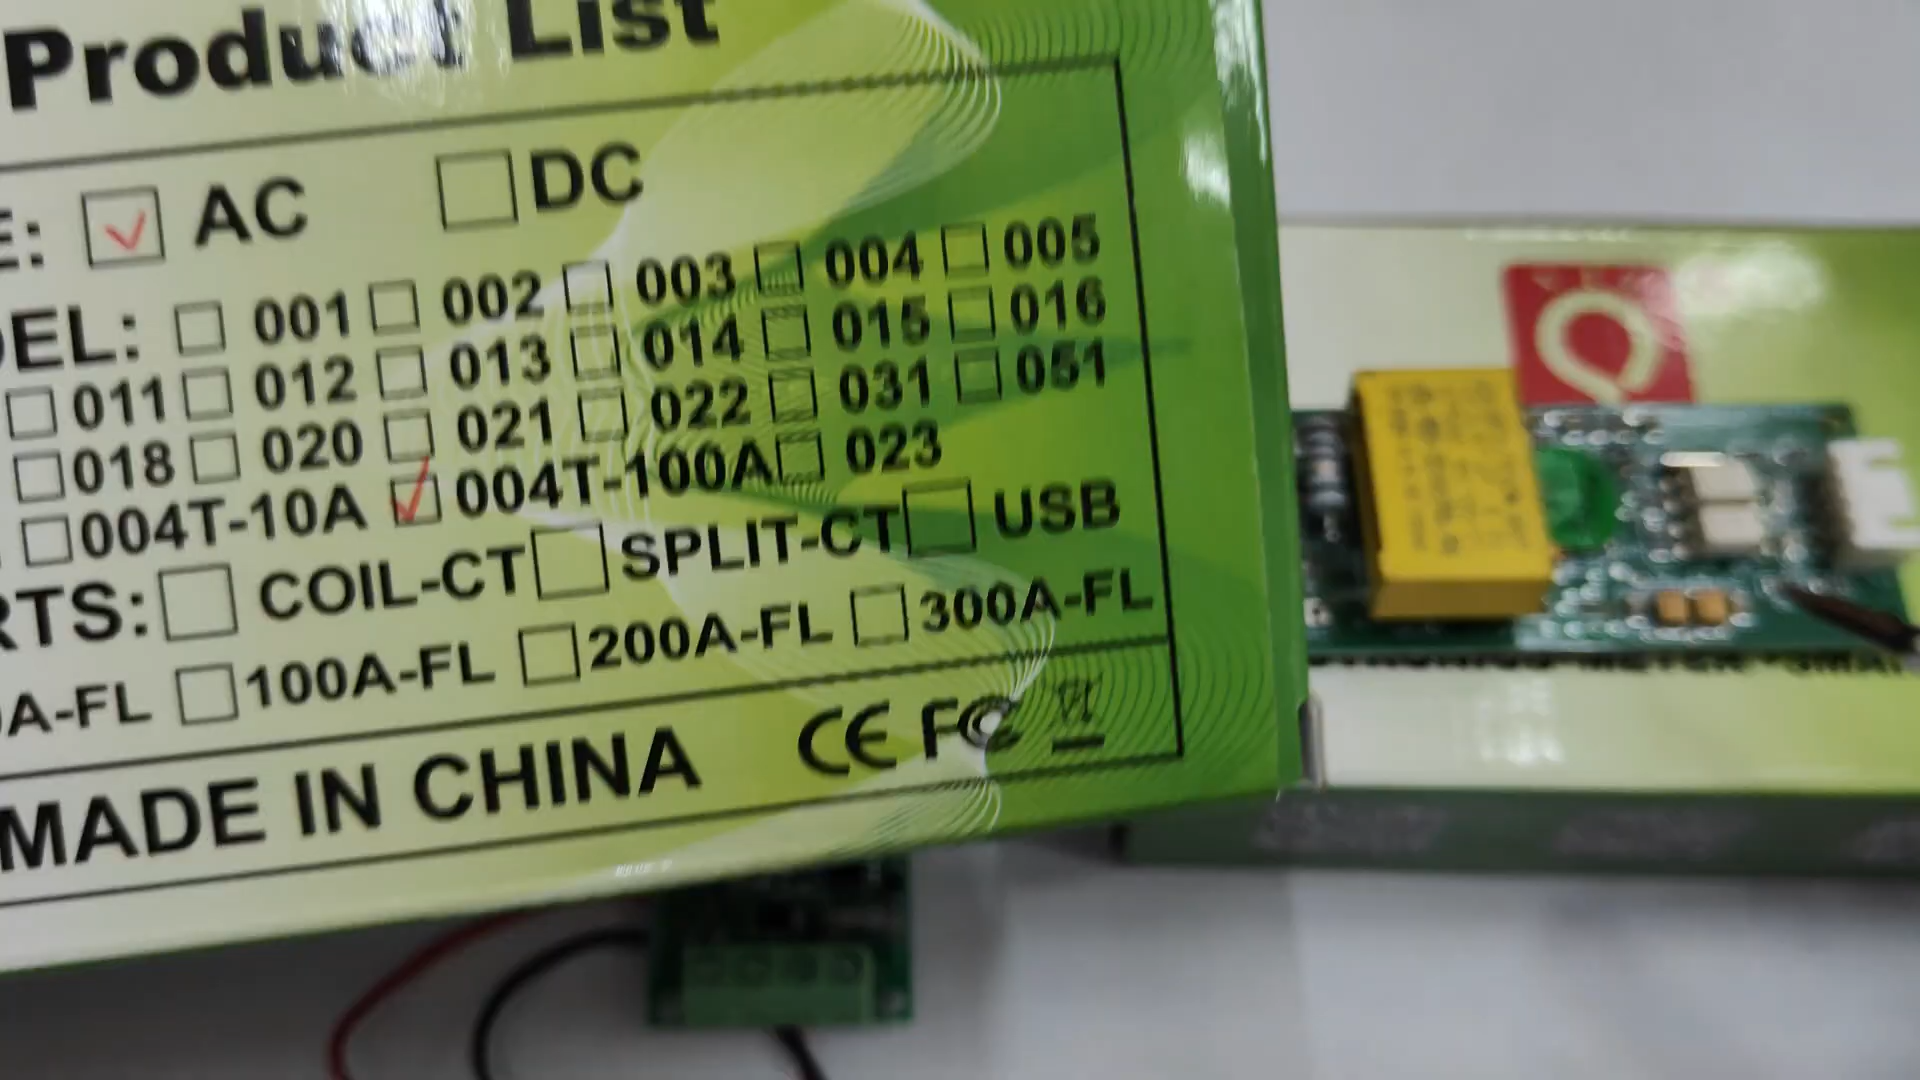 Product List
E: AC DC
DEL: 001 002 003 004 005
011 012 013 014 015 016
018 020 021 022 031 051
004T-10A 004T-100A 023
RTS: COIL-CT SPLIT-CT USB
A-FL 100A-FL 200A-FL 300A-FL
MADE IN CHINA CE FC